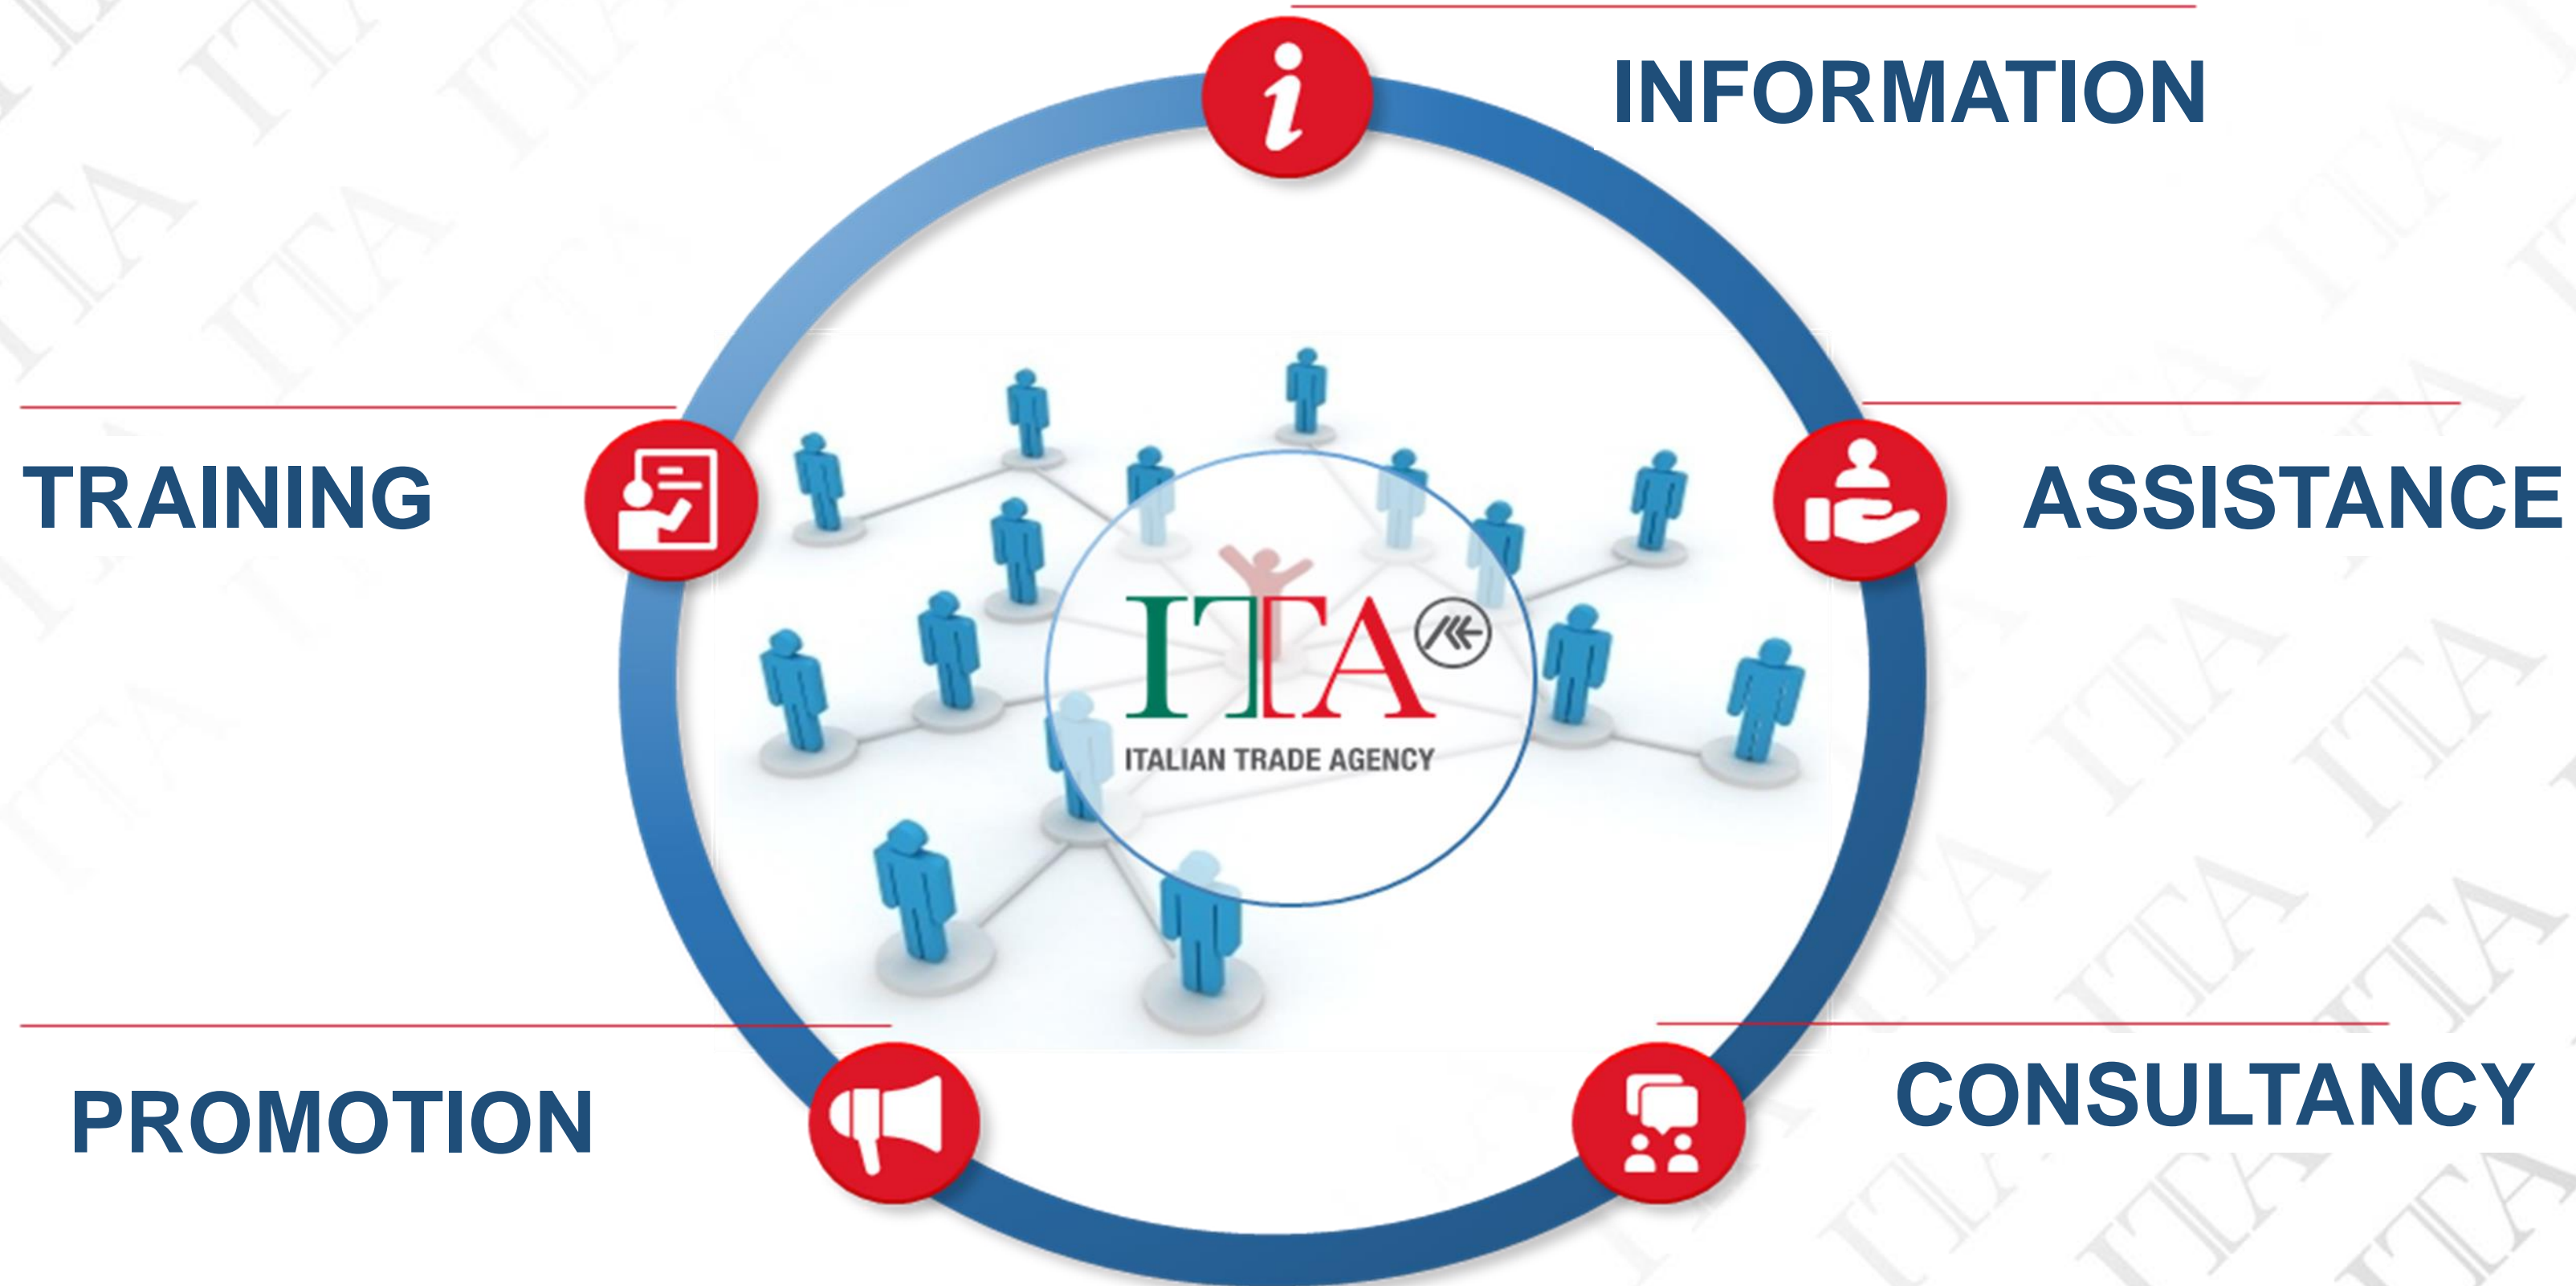 INFORMATION
TRAINING
ASSISTANCE
ITA
ITALIAN TRADE AGENCY
PROMOTION
CONSULTANCY